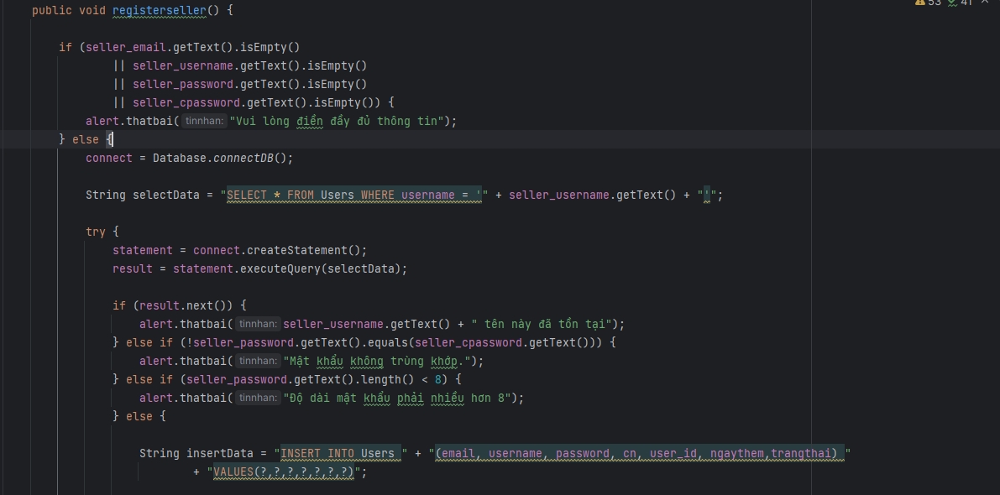 53 41
public void registerseller() {
if (seller_email.getText().isEmpty()
|| seller_username.getText().isEmpty()
|| seller_password.getText().isEmpty()
|| seller_cpassword.getText().isEmpty()) {
alert.thatbai( tinnhan: "Vui lòng điền đầy đủ thông tin");
} else {
connect = Database.connectDB();
String selectData = "SELECT * FROM Users WHERE username = '" + seller_username.getText() + "'";
try {
statement = connect.createStatement();
result = statement.executeQuery(selectData);
if (result.next()) {
alert.thatbai( tinnhan: seller_username.getText() + " tên này đã tồn tại");
} else if (!seller_password.getText().equals(seller_cpassword.getText())) {
alert.thatbai( tinnhan: "Mật khẩu không trùng khớp.");
} else if (seller_password.getText().length() < 8) {
alert.thatbai( tinnhan: "Độ dài mật khẩu phải nhiều hơn 8");
} else {
String insertData = "INSERT INTO Users " + "(email, username, password, cn, user_id, ngaythem,trangthai) "
+ "VALUES(?,?,?,?,?,?,?)";